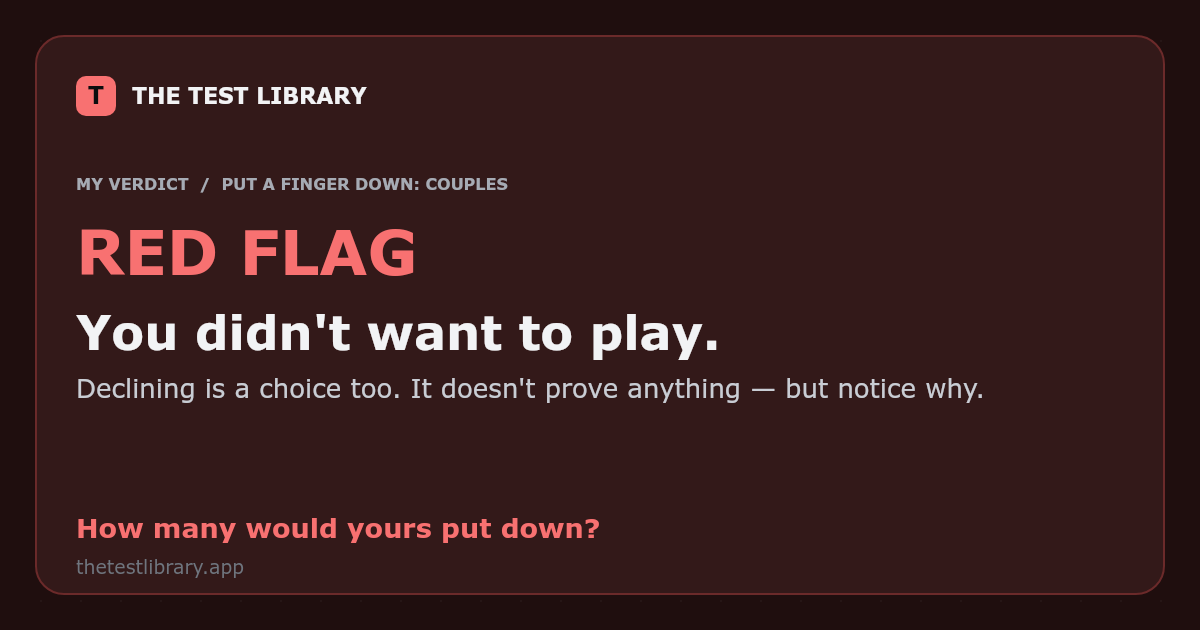 T THE TEST LIBRARY
MY VERDICT / PUT A FINGER DOWN: COUPLES
RED FLAG
You didn't want to play.
Declining is a choice too. It doesn't prove anything — but notice why.
How many would yours put down?
thetestlibrary.app